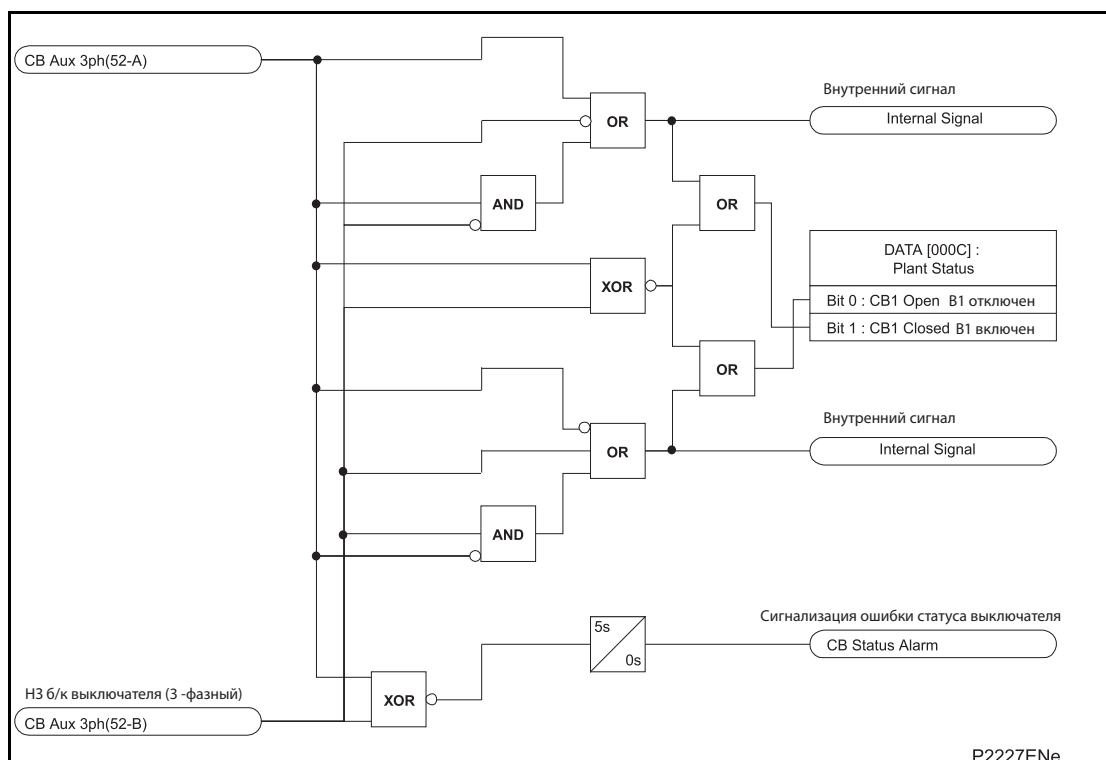 CB Aux 3ph(52-A)
OR
Внутренний сигнал
Internal Signal
AND
OR
XOR
DATA [000C] :
Plant Status
Bit 0 : CB1 Open В1 отключен
Bit 1 : CB1 Closed В1 включен
OR
OR
Внутренний сигнал
Internal Signal
AND
5s
0s
Сигнализация ошибки статуса выключателя
CB Status Alarm
НЗ б/к выключателя (3 -фазный)
CB Aux 3ph(52-B)
XOR
P2227ENe